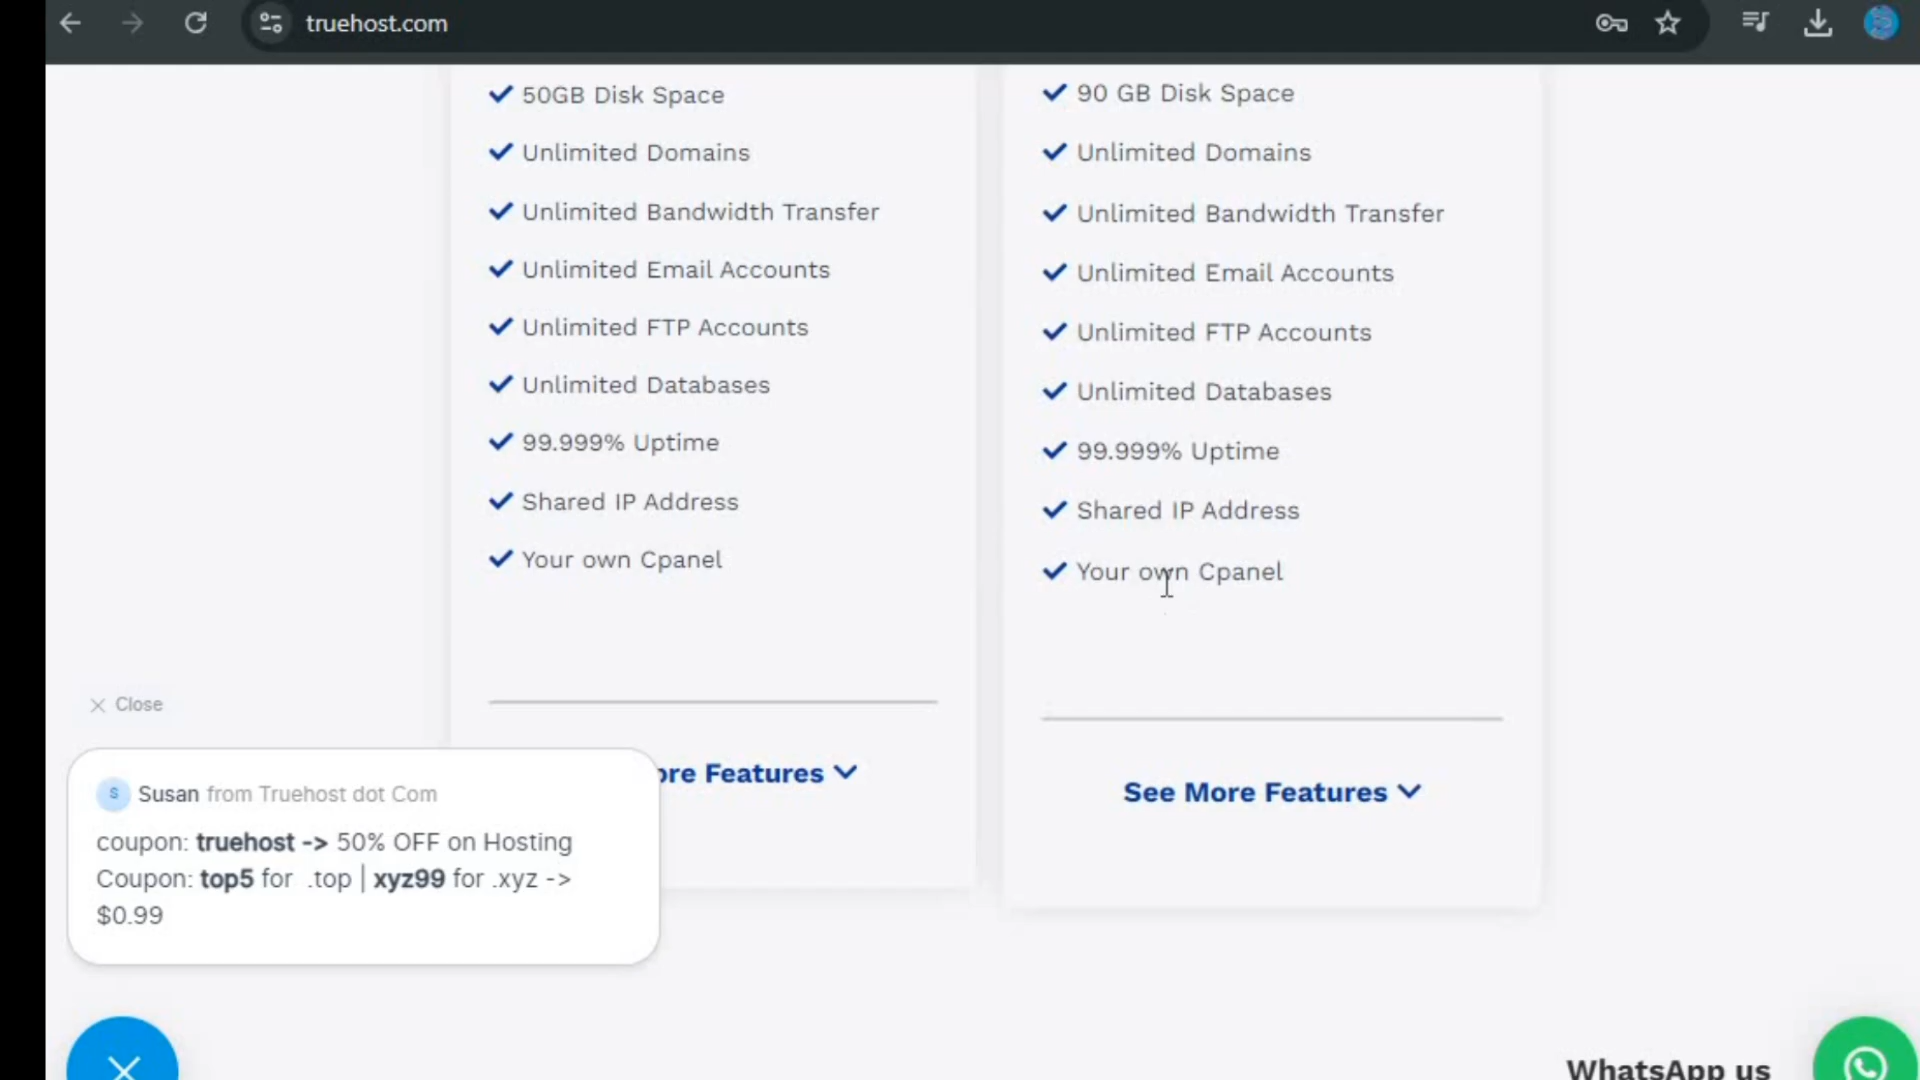 truehost.com
50GB Disk Space
Unlimited Domains
Unlimited Bandwidth Transfer
Unlimited Email Accounts
Unlimited FTP Accounts
Unlimited Databases
99.999% Uptime
Shared IP Address
Your own Cpanel
ore Features
90 GB Disk Space
Unlimited Domains
Unlimited Bandwidth Transfer
Unlimited Email Accounts
Unlimited FTP Accounts
Unlimited Databases
99.999% Uptime
Shared IP Address
Your own Cpanel
See More Features
Close
S
Susan from Truehost dot Com
coupon: truehost -> 50% OFF on Hosting
Coupon: top5 for .top | xyz99 for .xyz ->
$0.99
WhatsApp us